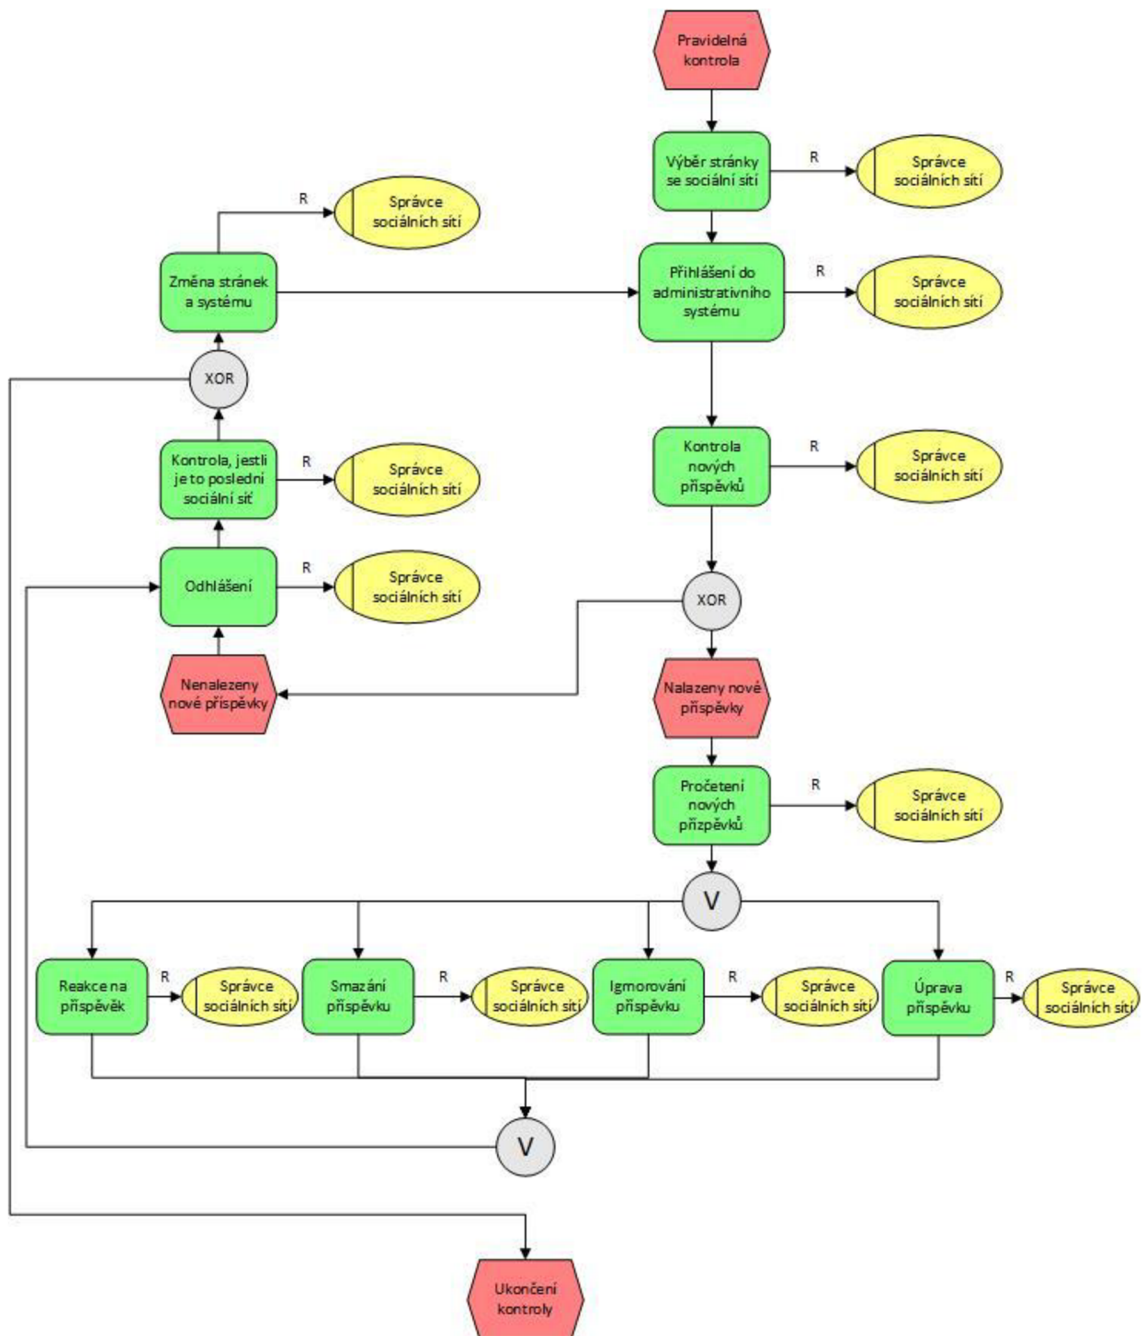 Pravidelná
kontrola
Výběr stránky
se sociální sítí
R
Správce
sociálních sítí
R
Správce
sociálních sítí
Změna stránek
a systému
Přihlášení do
administrativního
systému
R
Správce
sociálních sítí
XOR
Kontrola, jestli
je to poslední
sociální síť
R
Správce
sociálních sítí
Kontrola
nových
příspěvků
R
Správce
sociálních sítí
Odhlášení
R
Správce
sociálních sítí
XOR
Nenalezeny
nové příspěvky
Nalazeny nové
příspěvky
Pročetení
nových
přízpěvků
R
Správce
sociálních sítí
V
Reakce na
příspěvěk
R
Správce
sociálních sítí
Smazání
příspěvku
R
Správce
sociálních sítí
Igmorování
příspěvku
R
Správce
sociálních sítí
Úprava
příspěvku
R
Správce
sociálních sítí
V
Ukončení
kontroly